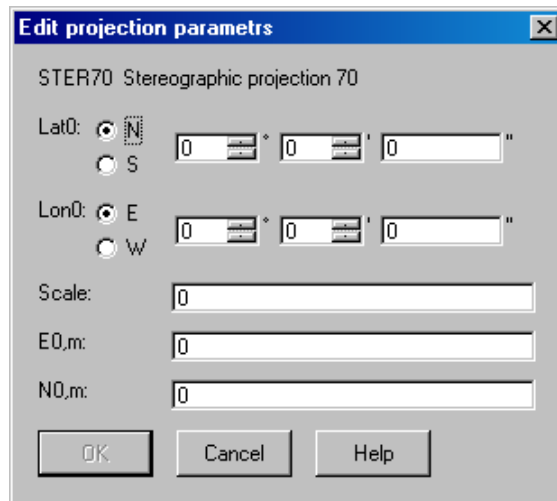 Edit projection parametrs
STER70 Stereographic projection 70
Lat0: N 0 ° 0 ' 0 "
S
Lon0: E 0 ° 0 ' 0 "
W
Scale: 0
E0,m: 0
N0,m: 0
OK Cancel Help